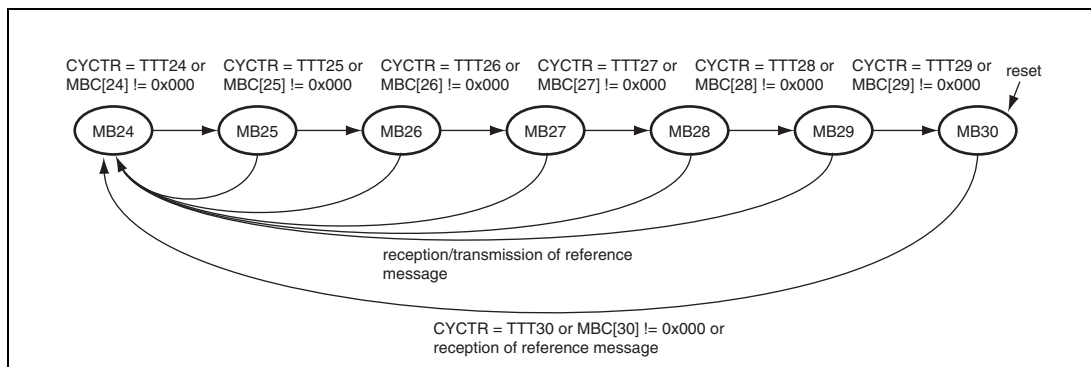 CYCTR = TTT24 or
MBC[24] != 0x000
CYCTR = TTT25 or
MBC[25] != 0x000
CYCTR = TTT26 or
MBC[26] != 0x000
CYCTR = TTT27 or
MBC[27] != 0x000
CYCTR = TTT28 or
MBC[28] != 0x000
CYCTR = TTT29 or
MBC[29] != 0x000
reset
MB24
MB25
MB26
MB27
MB28
MB29
MB30
reception/transmission of reference
message
CYCTR = TTT30 or MBC[30] != 0x000 or
reception of reference message